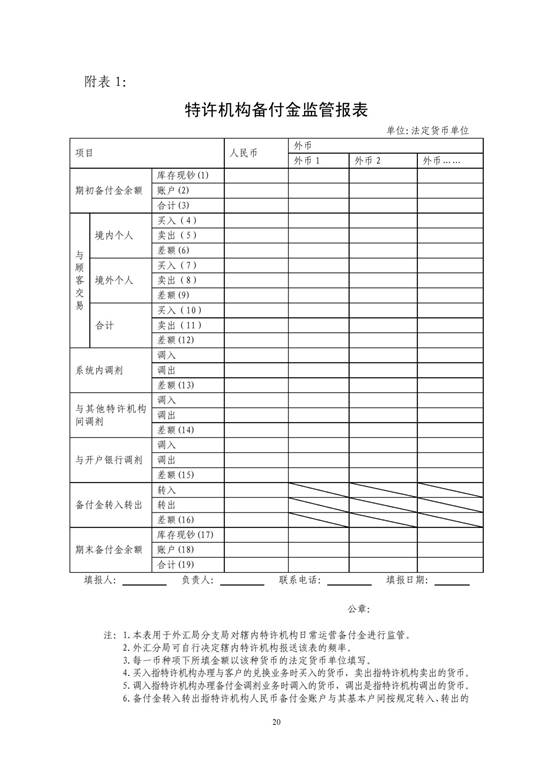 附表 1:
特许机构备付金监管报表
单位:法定货币单位
项目 人民币 外币
外币 1 外币 2 外币……
期初备付金余额 库存现钞(1)
账户(2)
合计(3)
与顾客交易 境内个人 买入(4)
卖出(5)
差额(6)
境外个人 买入(7)
卖出(8)
差额(9)
合计 买入(10)
卖出(11)
差额(12)
系统内调剂 调入
调出
差额(13)
与其他特许机构间调剂 调入
调出
差额(14)
与开户银行调剂 调入
调出
差额(15)
备付金转入转出 转入
转出
差额(16)
期末备付金余额 库存现钞(17)
账户(18)
合计(19)
填报人: 负责人: 联系电话: 填报日期:
公章:
注: 1.本表用于外汇局分支局对辖内特许机构日常运营备付金进行监管。
2.外汇分局可自行决定辖内特许机构报送该表的频率。
3.每一币种项下所填金额以该种货币的法定货币单位填写。
4.买入指特许机构办理与客户的兑换业务时买入的货币，卖出指特许机构卖出的货币。
5.调入指特许机构办理备付金调剂业务时调入的货币，调出是指特许机构调出的货币。
6.备付金转入转出指特许机构人民币备付金账户与其基本户间按规定转入、转出的
20